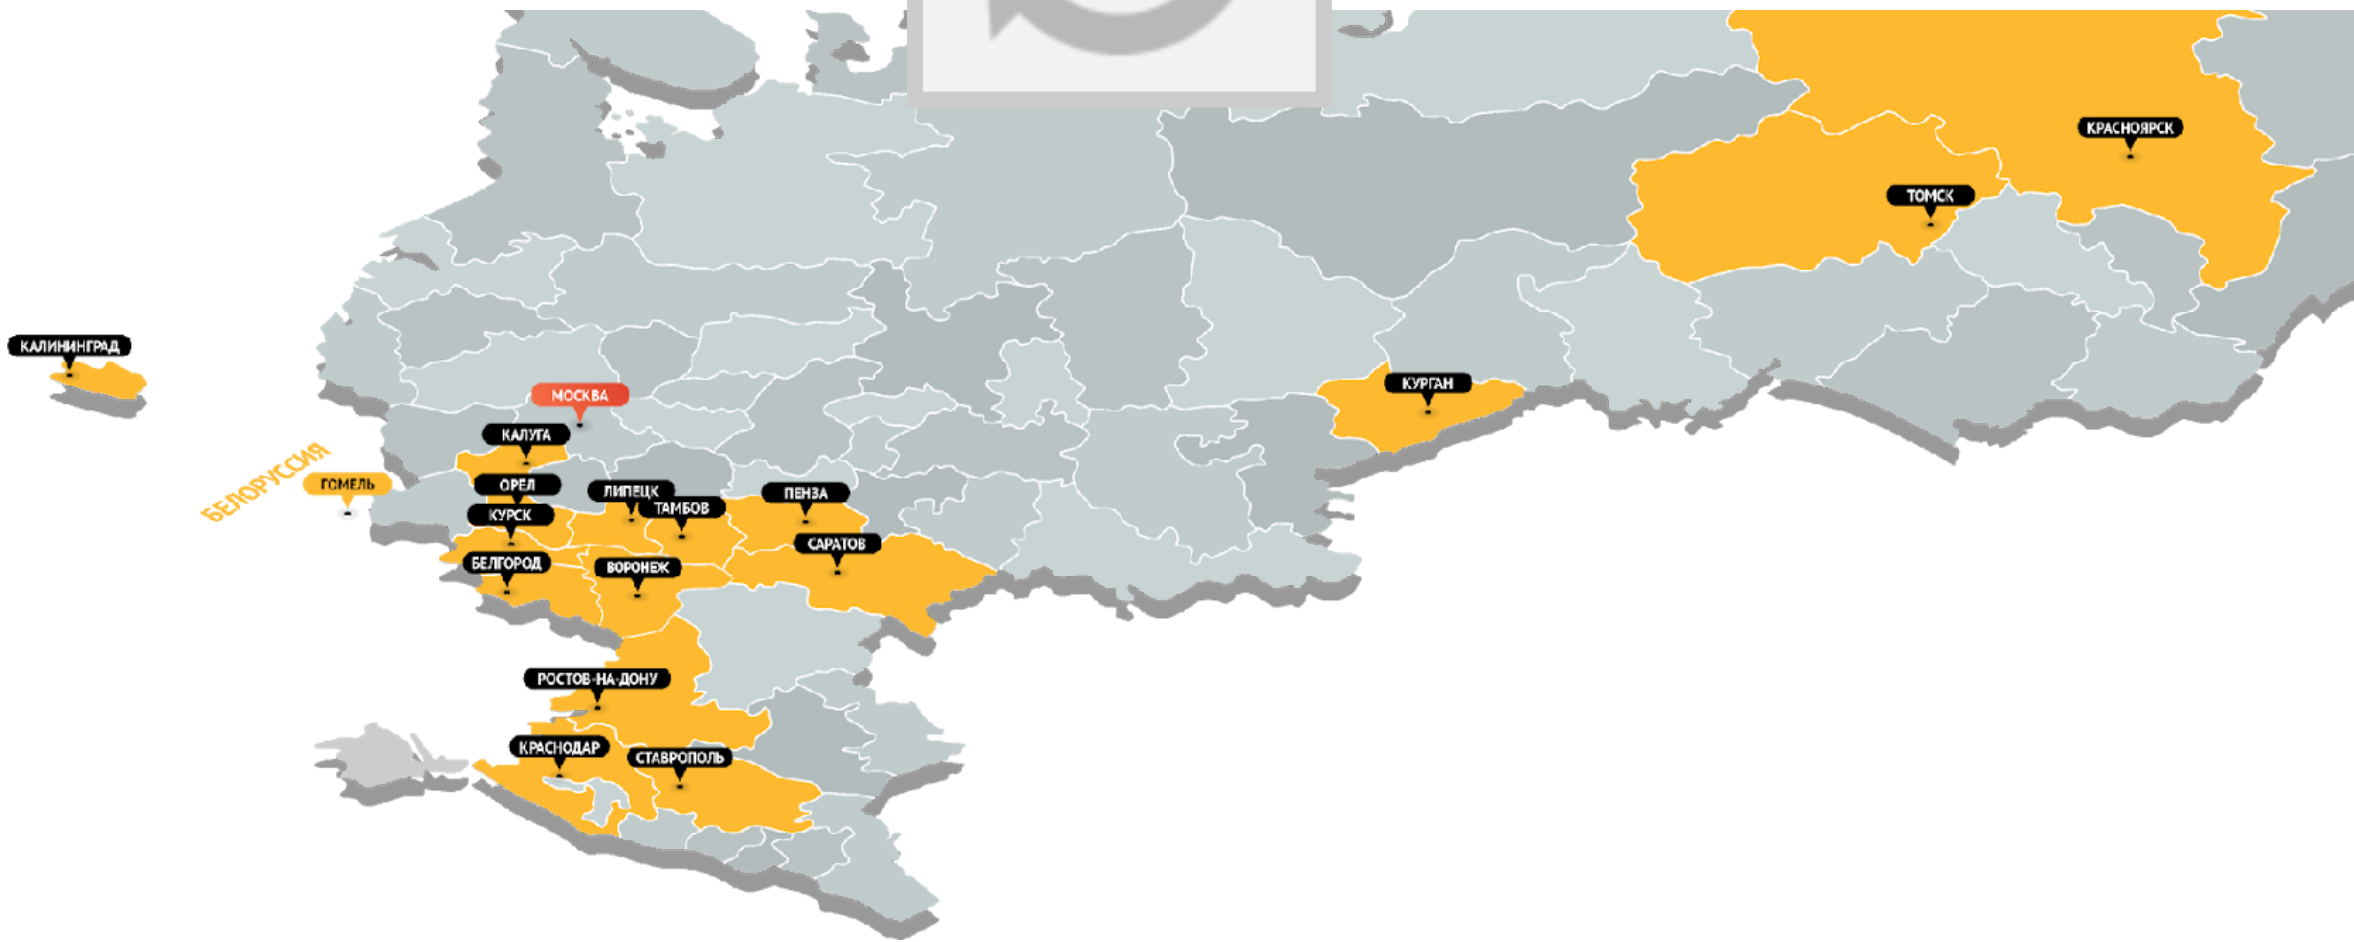 КРАСНОЯРСК
ТОМСК
КАЛИНИНГРАД
КУРГАН
МОСКВА
КАЛУГА
БЕЛОРУССИЯ
ГОМЕЛЬ
ОРЕЛ
ЛИПЕЦК
ПЕНЗА
ТАМБОВ
КУРСК
САРАТОВ
БЕЛГОРОД
ВОРОНЕЖ
РОСТОВ-НА-ДОНУ
КРАСНОДАР
СТАВРОПОЛЬ